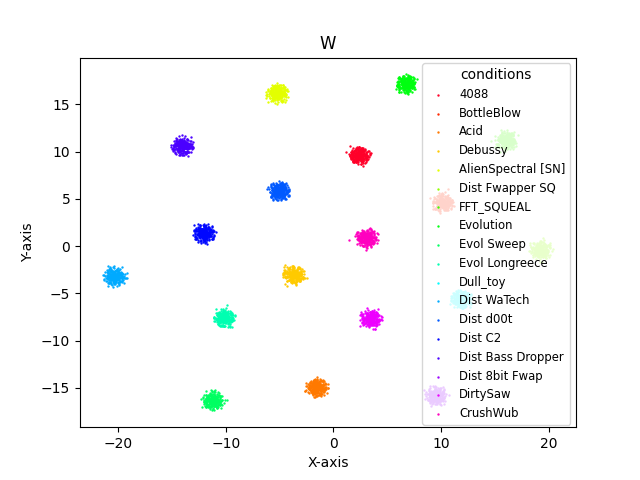 W
Y-axis
15
10
5
0
−5
−10
−15
−20
−10
0
10
20
X-axis
conditions
4088
BottleBlow
Acid
Debussy
AlienSpectral [SN]
Dist Fwapper SQ
FFT_SQUEAL
Evolution
Evol Sweep
Evol Longreece
Dull_toy
Dist WaTech
Dist d00t
Dist C2
Dist Bass Dropper
Dist 8bit Fwap
DirtySaw
CrushWub